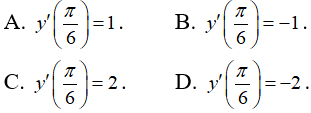 A. y′(π/6) = 1. B. y′(π/6) = −1.
C. y′(π/6) = 2. D. y′(π/6) = −2.